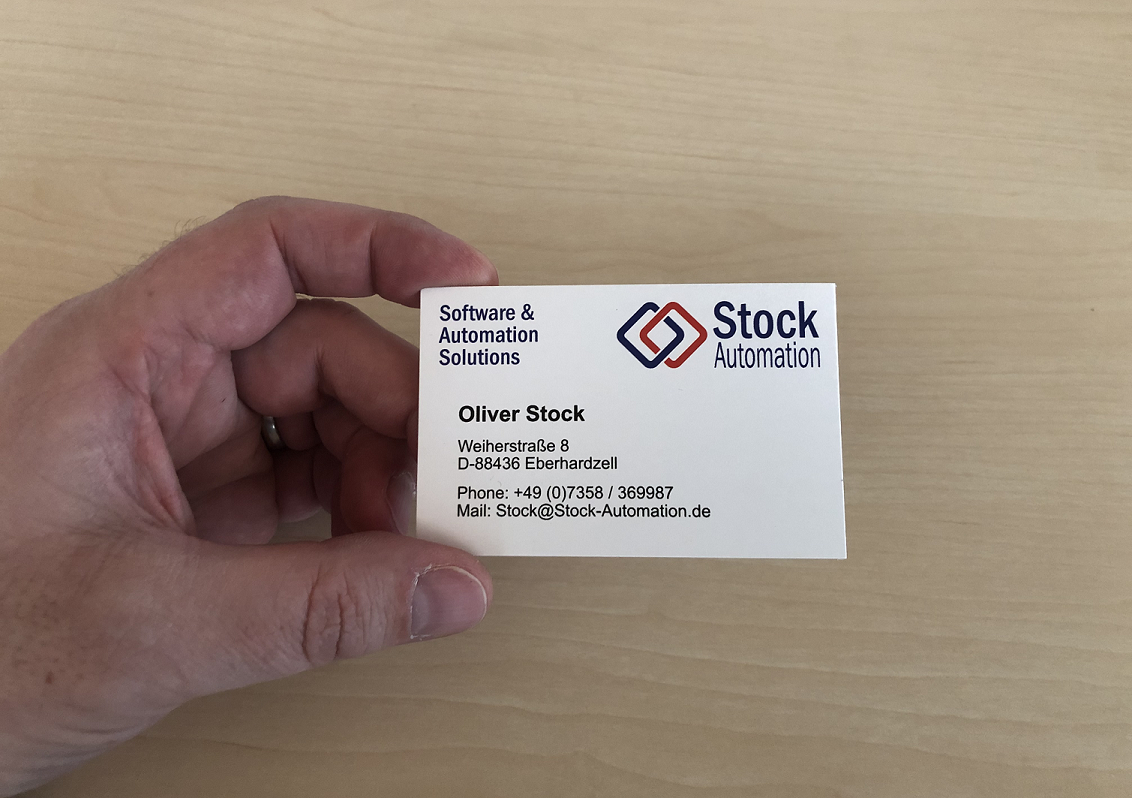 Software &
Automation
Solutions
Stock
Automation
Oliver Stock
Weiherstraße 8
D-88436 Eberhardzell
Phone: +49 (0)7358 / 369987
Mail: Stock@Stock-Automation.de